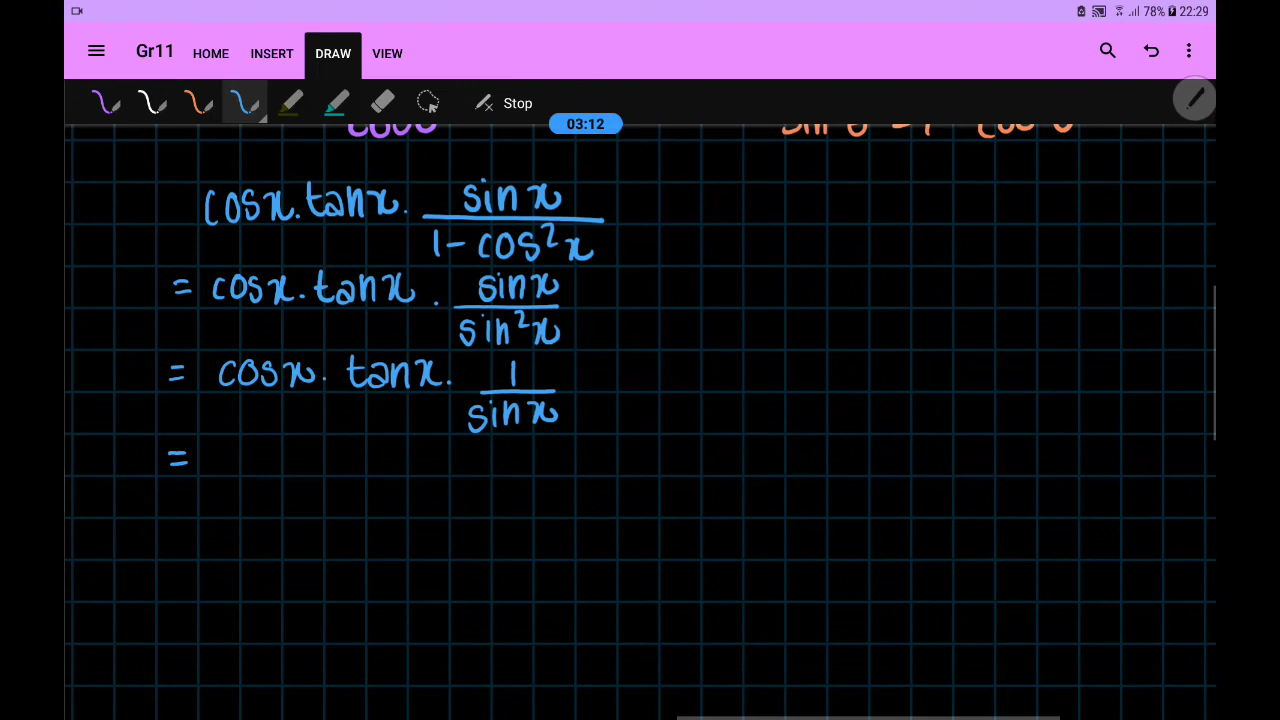 78% 22:29
Gr11 HOME INSERT DRAW VIEW
Stop
03:12
cosx.tanx. sin x / 1 - cos²x
= cosx.tanx . sinx / sin²x
= cosx. tanx. 1 / sinx
=